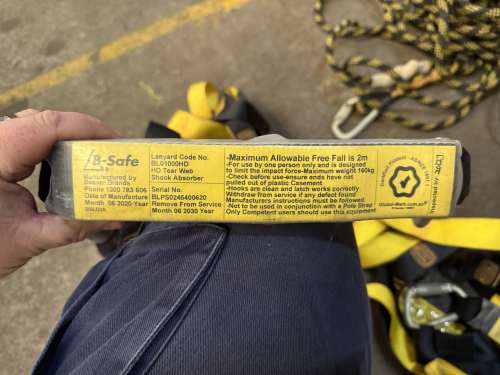 B-Safe
Manufactured by
Beaver Brands
Phone 1300 783 606
Date of Manufacture
Month 06 2020 Year
Lanyard Code No.
BL01000HD
HD Tear Web
Shock Absorber
Serial No.
BLPS0246400620
Remove From Service
Month 06 2030 Year
-Maximum Allowable Free Fall is 2m
-For use by one person only and is designed
to limit the impact force-Maximum weight 160kg
-Check before use-ensure ends have not
pulled out of plastic Casement
-Hooks are clean and latch works correctly
Withdraw from service if any defect found
Manufacturers instructions must be followed.
-Not to be used in conjunction with a Pole Strap
Only Competent users should use this equipment
Global-Mark.com.au